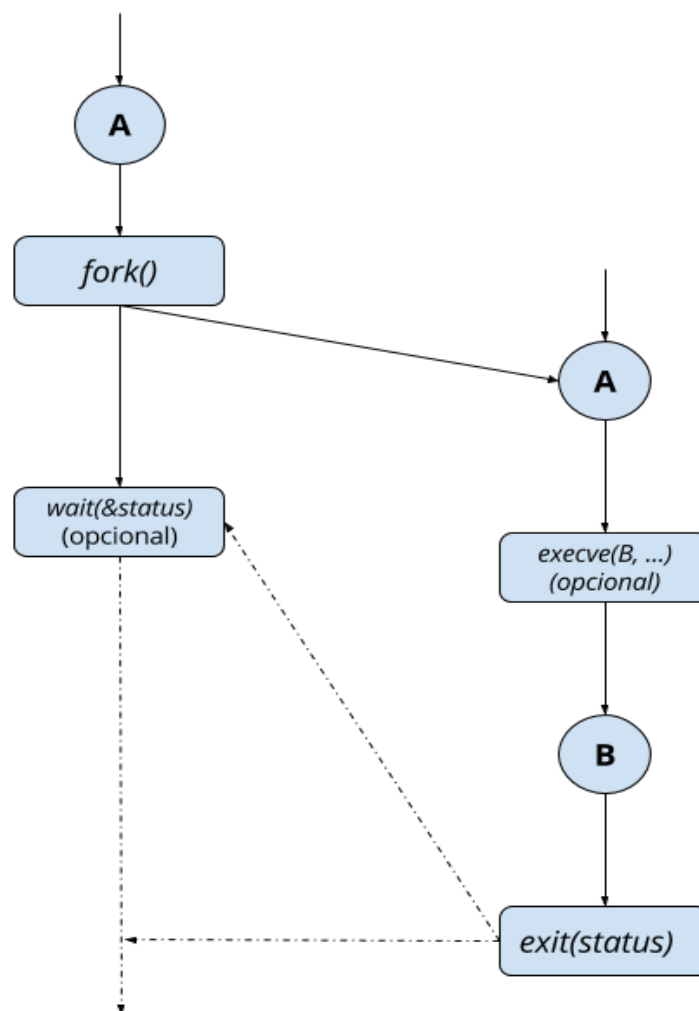 A
fork()
A
wait(&status)
(opcional)
execve(B, ...)
(opcional)
B
exit(status)